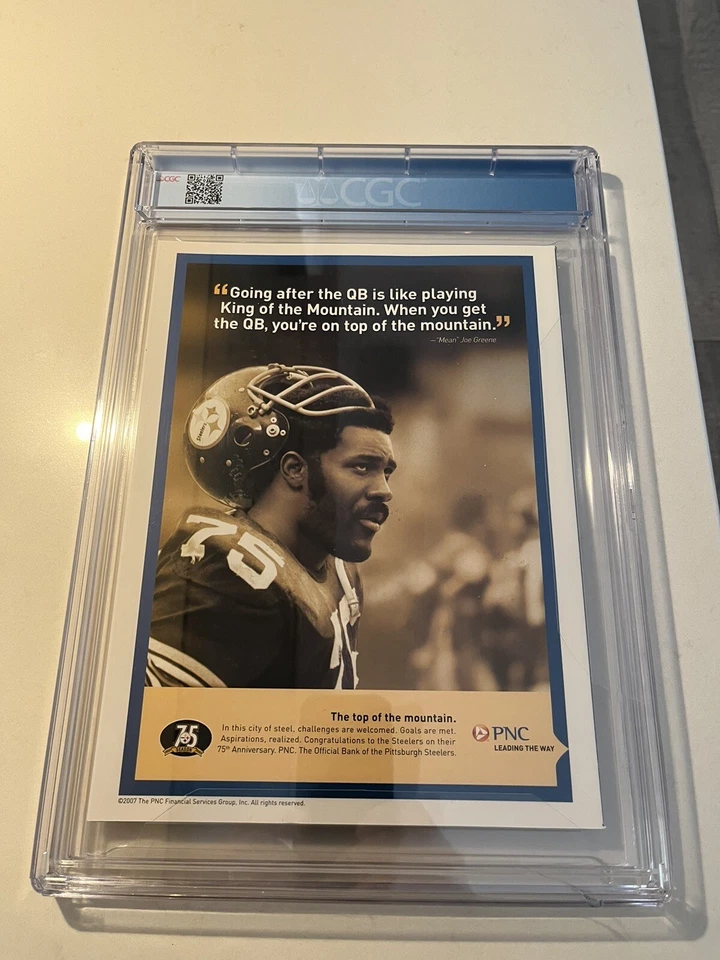 CGC
CGC
“Going after the QB is like playing
King of the Mountain. When you get
the QB, you're on top of the mountain.”
—"Mean" Joe Greene
Steelers
75
The top of the mountain.
In this city of steel, challenges are welcomed. Goals are met.
Aspirations, realized. Congratulations to the Steelers on their
75th Anniversary. PNC. The Official Bank of the Pittsburgh Steelers.
75
SEASON
PNC
LEADING THE WAY
©2007 The PNC Financial Services Group, Inc. All rights reserved.